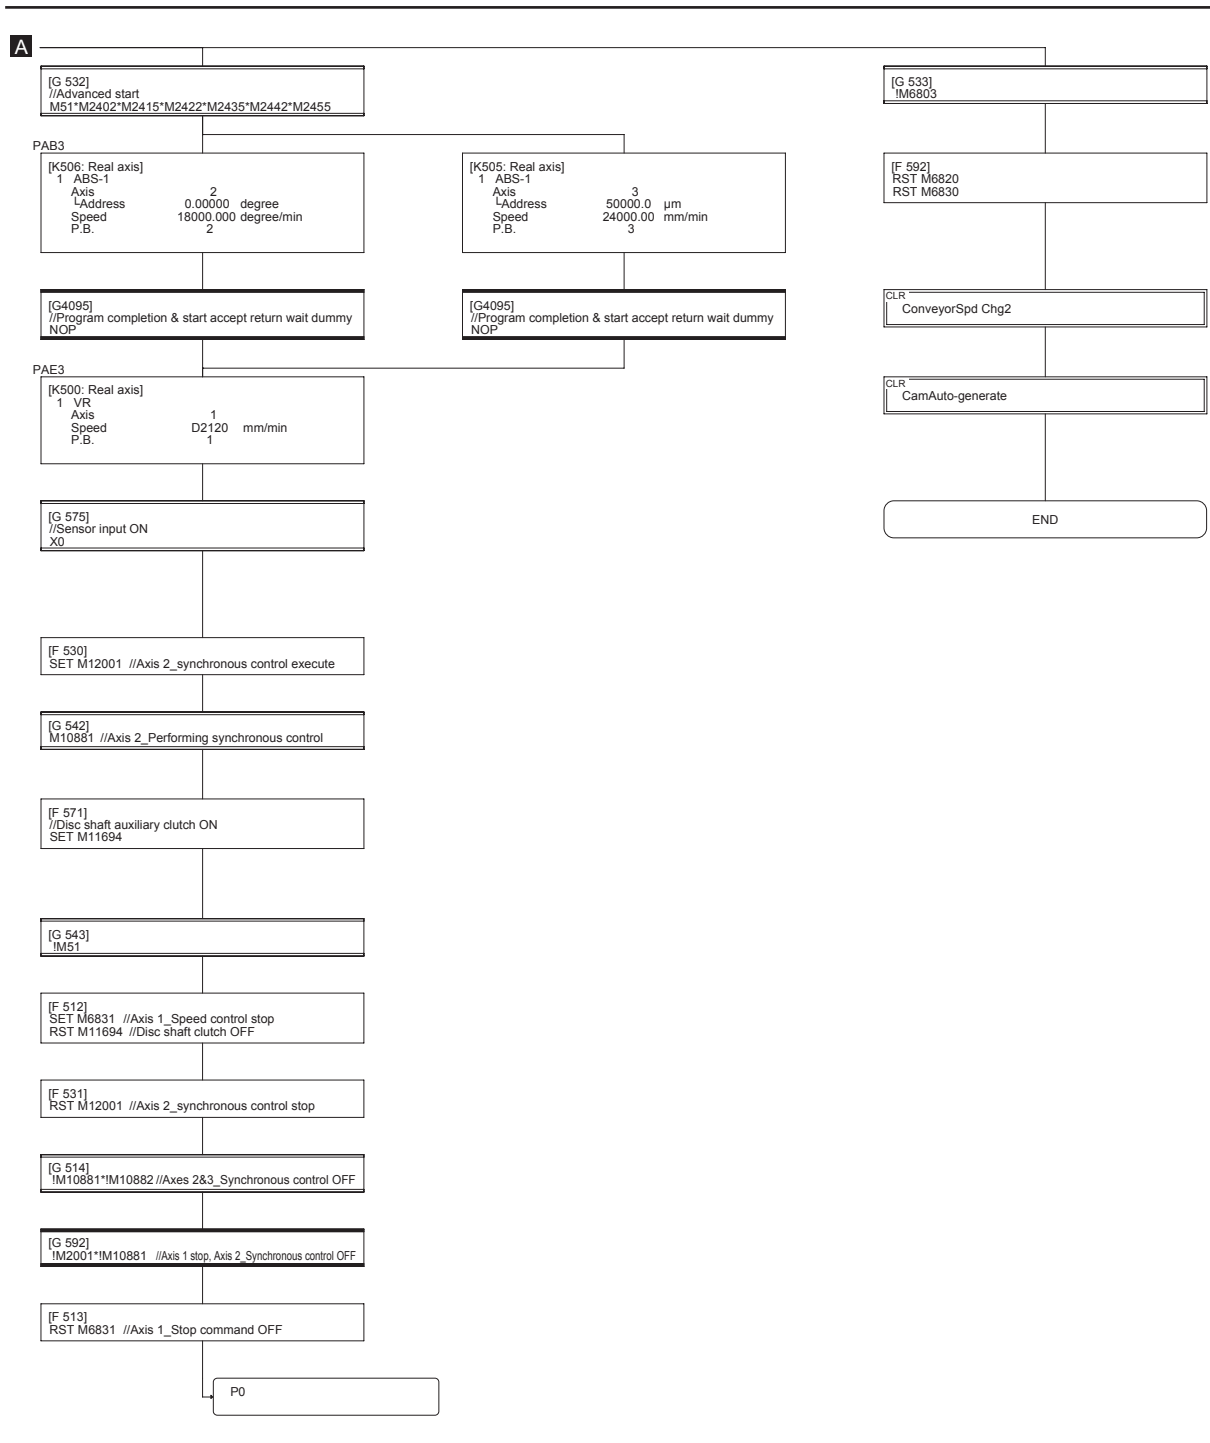 A
[G 532]
//Advanced start
M51*M2402*M2415*M2422*M2435*M2442*M2455
PAB3
[K506: Real axis]
1 ABS-1
Axis 2
└Address 0.00000 degree
Speed 18000.000 degree/min
P.B. 2
[K505: Real axis]
1 ABS-1
Axis 3
└Address 50000.0 µm
Speed 24000.00 mm/min
P.B. 3
[G4095]
//Program completion & start accept return wait dummy
NOP
[G4095]
//Program completion & start accept return wait dummy
NOP
PAE3
[K500: Real axis]
1 VR
Axis 1
Speed D2120 mm/min
P.B. 1
[G 575]
//Sensor input ON
X0
[F 530]
SET M12001 //Axis 2_synchronous control execute
[G 542]
M10881 //Axis 2_Performing synchronous control
[F 571]
//Disc shaft auxiliary clutch ON
SET M11694
[G 543]
!M51
[F 512]
SET M6831 //Axis 1_Speed control stop
RST M11694 //Disc shaft clutch OFF
[F 531]
RST M12001 //Axis 2_synchronous control stop
[G 514]
!M10881*!M10882 //Axes 2&3_Synchronous control OFF
[G 592]
!M2001*!M10881 //Axis 1 stop, Axis 2_Synchronous control OFF
[F 513]
RST M6831 //Axis 1_Stop command OFF
P0
[G 533]
!M6803
[F 592]
RST M6820
RST M6830
CLR
ConveyorSpd Chg2
CLR
CamAuto-generate
END